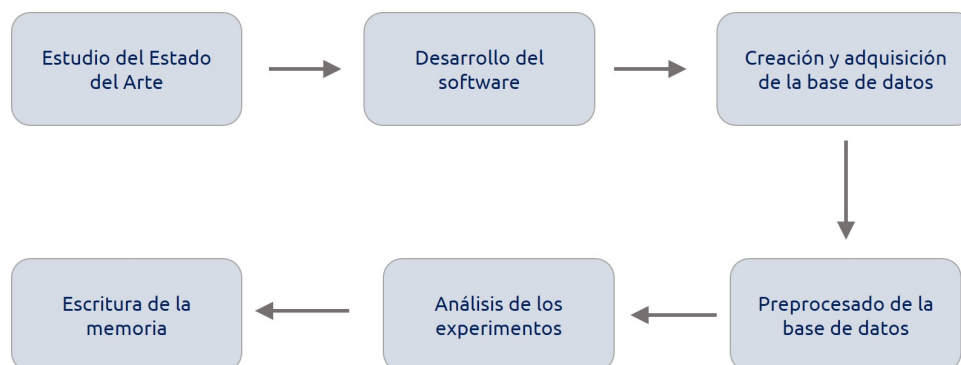 Estudio del Estado
del Arte
Desarrollo del
software
Creación y adquisición
de la base de datos
Preprocesado de la
base de datos
Análisis de los
experimentos
Escritura de la
memoria